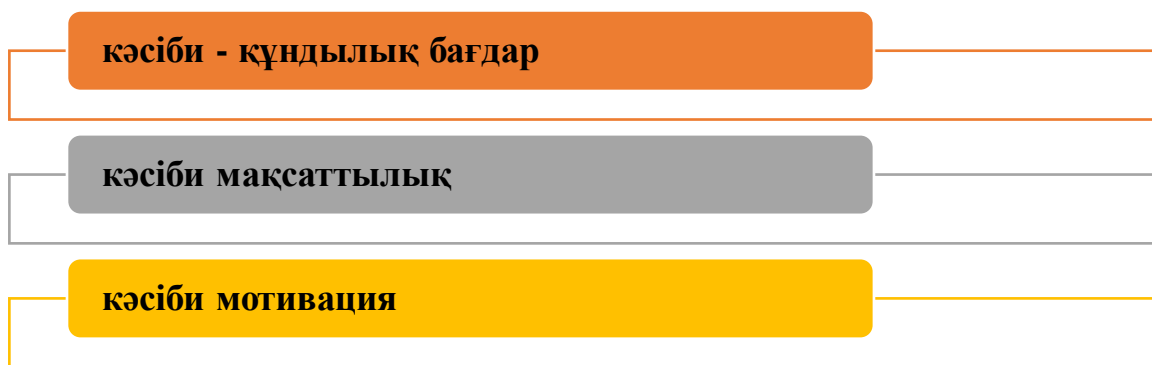 кәсіби - құндылық бағдар
кәсіби мақсаттылық
кәсіби мотивация